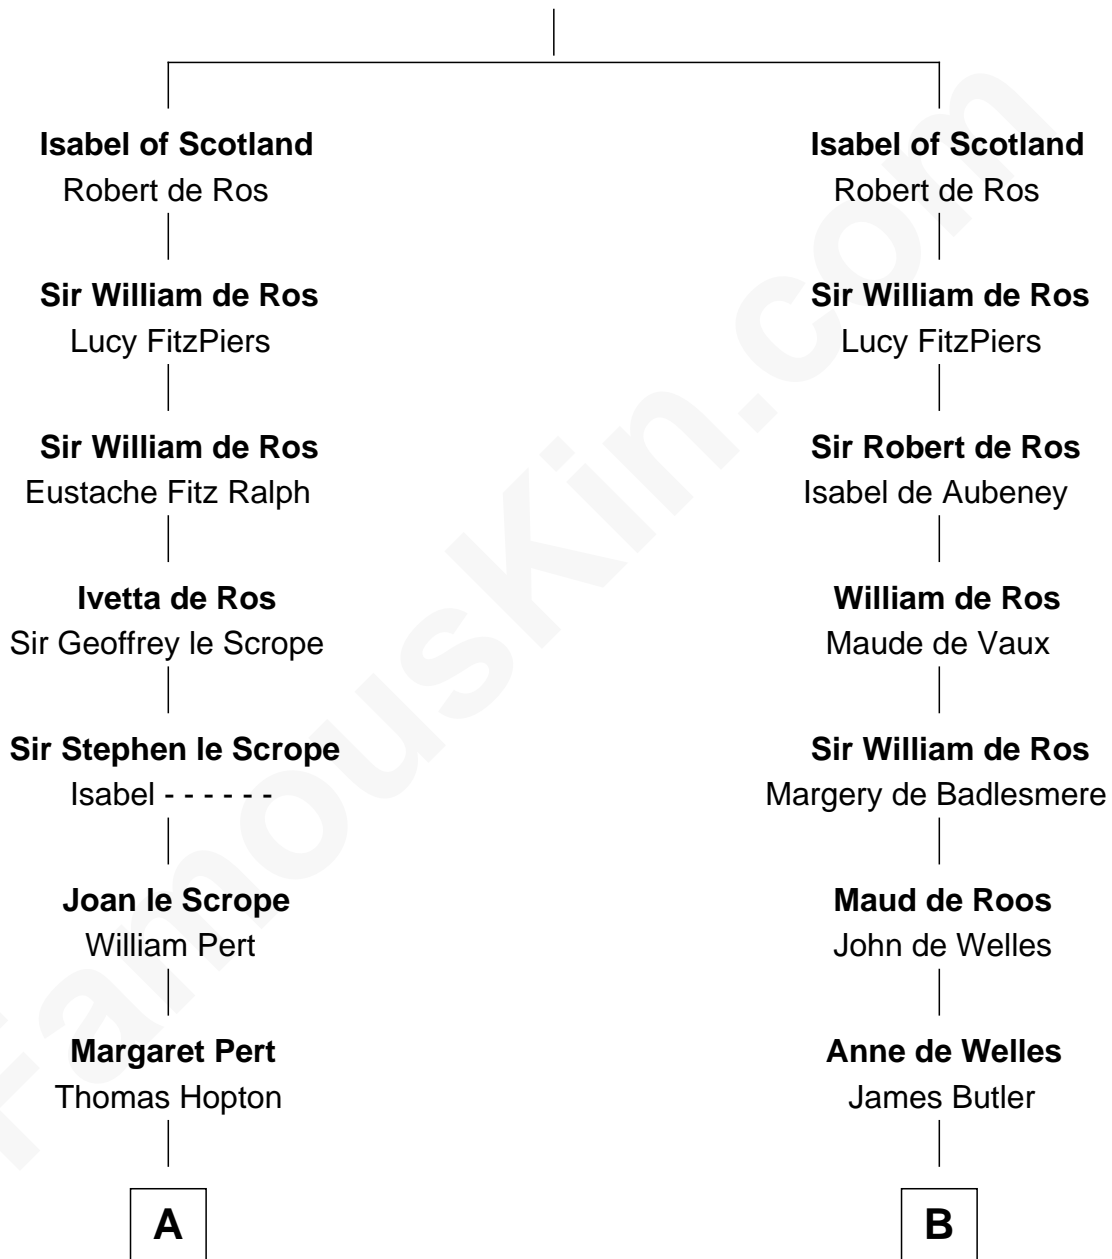 Isabel of Scotland
Robert de Ros
Sir William de Ros
Lucy FitzPiers
Sir William de Ros
Eustache Fitz Ralph
Ivetta de Ros
Sir Geoffrey le Scrope
Sir Stephen le Scrope
Isabel - - - - - -
Joan le Scrope
William Pert
Margaret Pert
Thomas Hopton
A
Isabel of Scotland
Robert de Ros
Sir William de Ros
Lucy FitzPiers
Sir Robert de Ros
Isabel de Aubeney
William de Ros
Maude de Vaux
Sir William de Ros
Margery de Badlesmere
Maud de Roos
John de Welles
Anne de Welles
James Butler
B
FamousKin.com